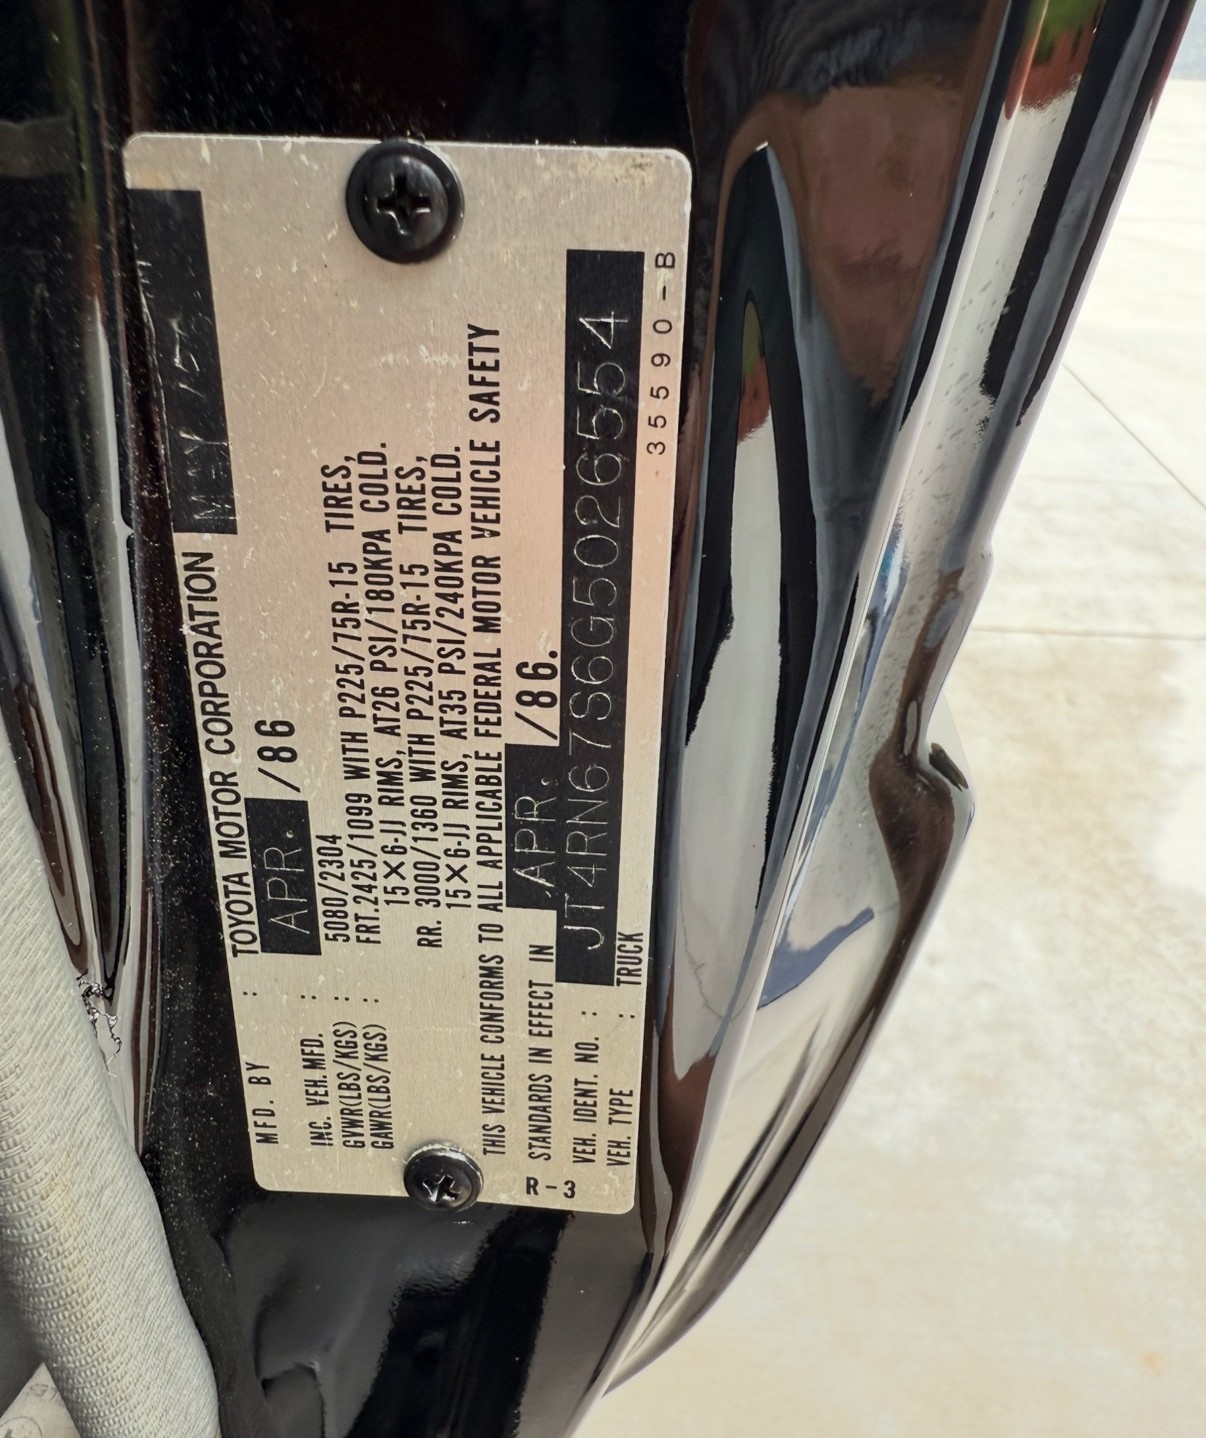 MFD. BY : TOYOTA MOTOR CORPORATION
APR. /86
INC. VEH. MFD. :
GVWR(LBS/KGS) : 5080/2304
GAWR(LBS/KGS) : FRT. 2425/1099 WITH P225/75R-15 TIRES,
15×6-JJ RIMS, AT26 PSI/180KPA COLD.
RR. 3000/1360 WITH P225/75R-15 TIRES,
15×6-JJ RIMS, AT35 PSI/240KPA COLD.
THIS VEHICLE CONFORMS TO ALL APPLICABLE FEDERAL MOTOR VEHICLE SAFETY
STANDARDS IN EFFECT IN APR. /86.
VEH. IDENT. NO. : JT4RN67S6G5026554
VEH. TYPE : TRUCK
R-3
35590-B